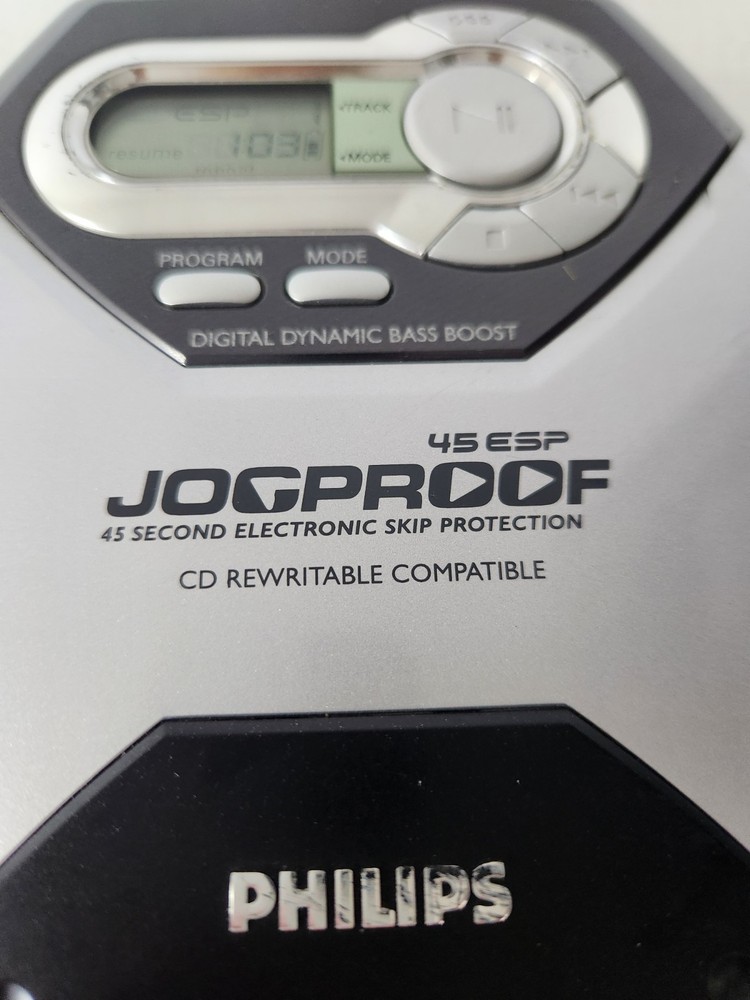 DSS
ESP
resume 103
TRACK
MODE
PROGRAM MODE
DIGITAL DYNAMIC BASS BOOST
45 ESP
JOGPROOF
45 SECOND ELECTRONIC SKIP PROTECTION
CD REWRITABLE COMPATIBLE
PHILIPS